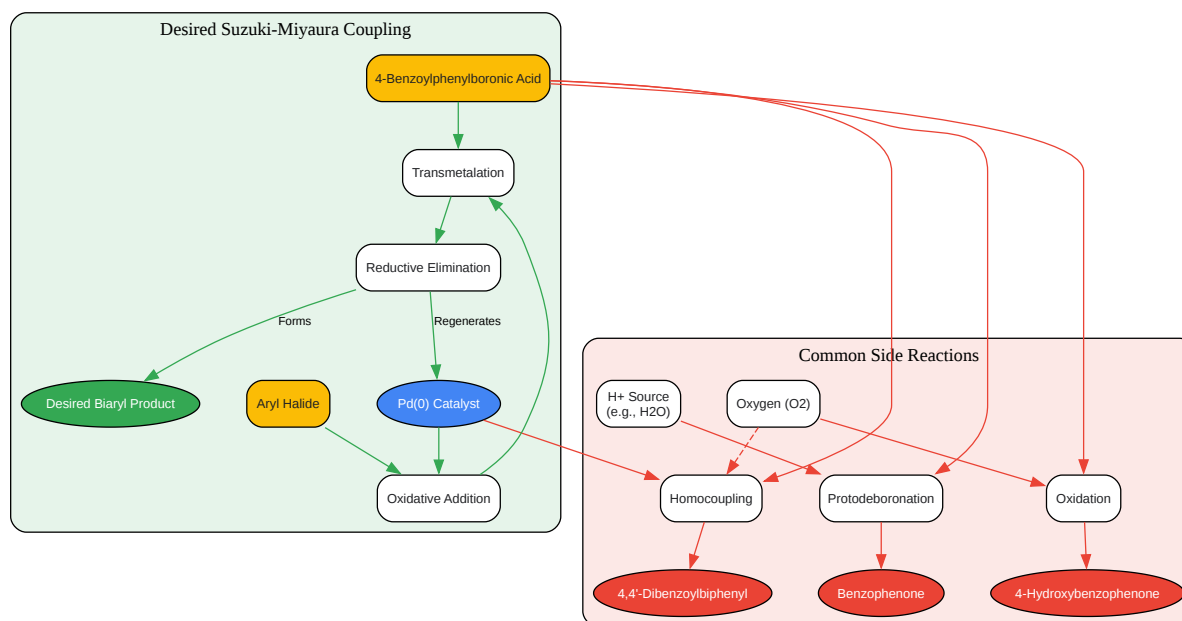 Desired Suzuki-Miyaura Coupling
4-Benzoylphenylboronic Acid
Transmetalation
Reductive Elimination
Forms
Regenerates
Desired Biaryl Product
Aryl Halide
Pd(0) Catalyst
Oxidative Addition
Common Side Reactions
H+ Source
(e.g., H2O)
Oxygen (O2)
Homocoupling
Protodeboronation
Oxidation
4,4'-Dibenzoylbiphenyl
Benzophenone
4-Hydroxybenzophenone